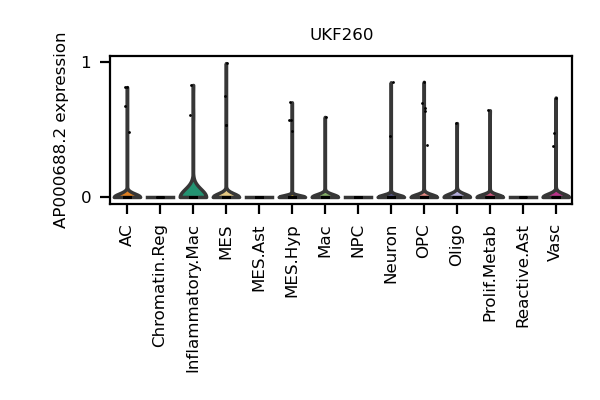 UKF260
AP000688.2 expression
1
0
AC
Chromatin.Reg
Inflammatory.Mac
MES
MES.Ast
MES.Hyp
Mac
NPC
Neuron
OPC
Oligo
Prolif.Metab
Reactive.Ast
Vasc